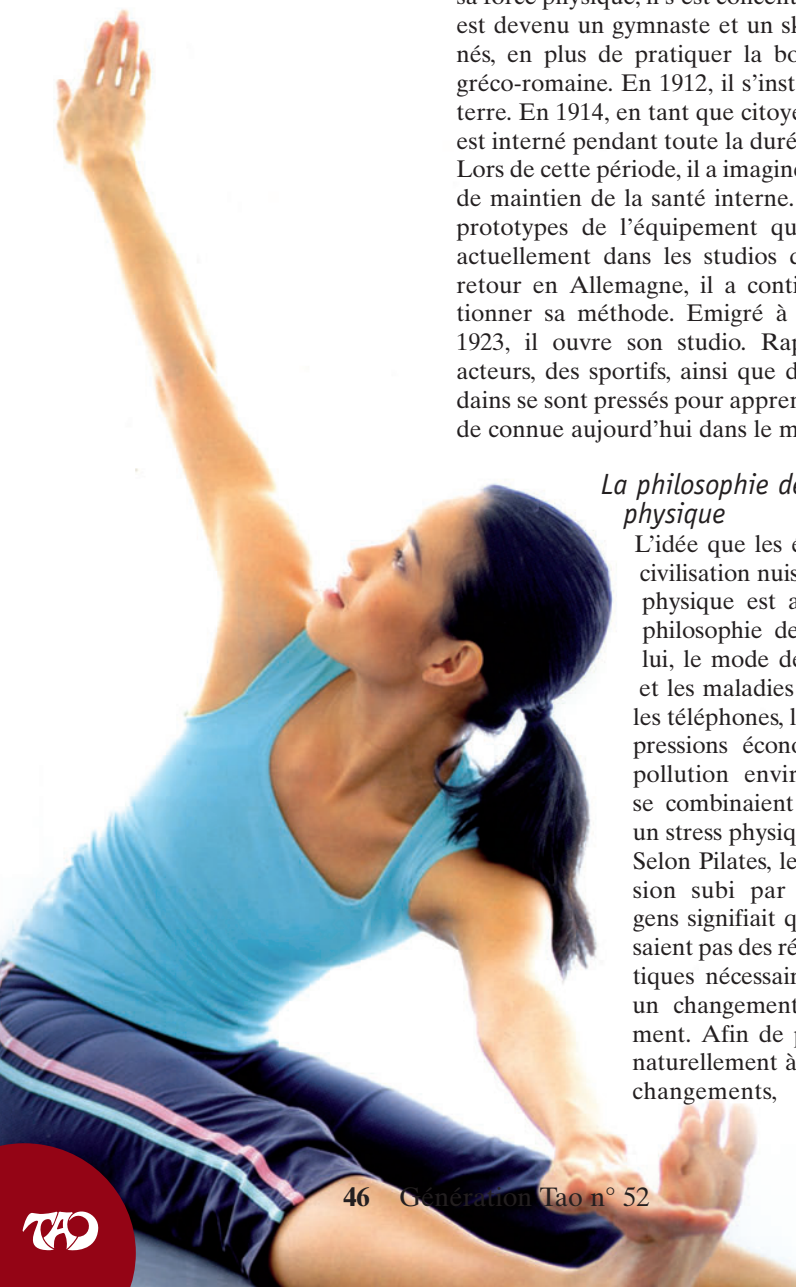 sa force physique, il s'est concent
est devenu un gymnaste et un sk
nés, en plus de pratiquer la bo
gréco-romaine. En 1912, il s'inst
terre. En 1914, en tant que citoye
est interné pendant toute la duré
Lors de cette période, il a imagin
de maintien de la santé interne.
prototypes de l'équipement qu
actuellement dans les studios d
retour en Allemagne, il a conti
tionner sa méthode. Emigré à
1923, il ouvre son studio. Rap
acteurs, des sportifs, ainsi que d
dains se sont pressés pour appren
de connue aujourd'hui dans le m
La philosophie de
physique
L'idée que les é
civilisation nuis
physique est a
philosophie de
lui, le mode de
et les maladies
les téléphones, l
pressions écono
pollution envir
se combinaient
un stress physiq
Selon Pilates, le
sion subi par
gens signifiait q
saient pas des ré
tiques nécessair
un changement
ment. Afin de p
naturellement à
changements,
46 Génération Tao n° 52
TAO